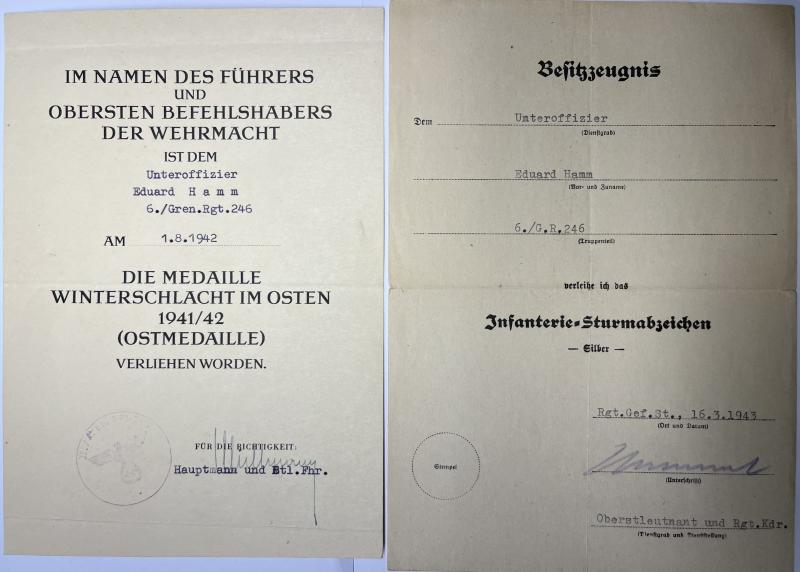 IM NAMEN DES FÜHRERS
UND
OBERSTEN BEFEHLSHABERS
DER WEHRMACHT
IST DEM
Unteroffizier
Eduard H a m m
6./Gren.Rgt.246
AM 1.8.1942
DIE MEDAILLE
WINTERSCHLACHT IM OSTEN
1941/42
(OSTMEDAILLE)
VERLIEHEN WORDEN.
FÜR DIE RICHTIGKEIT:
Hauptmann und Btl.Fhr.
Besitzzeugnis
Dem Unteroffizier
(Dienstgrad)
Eduard Hamm
(Vor- und Zuname)
6./G.R.246
(Truppenteil)
verleihe ich das
Infanterie-Sturmabzeichen
— Silber —
Rgt.Gef.St., 16.3.1943
(Ort und Datum)
Stempel
(Unterschrift)
Oberstleutnant und Rgt.Kdr.
(Dienstgrad und Dienststellung)